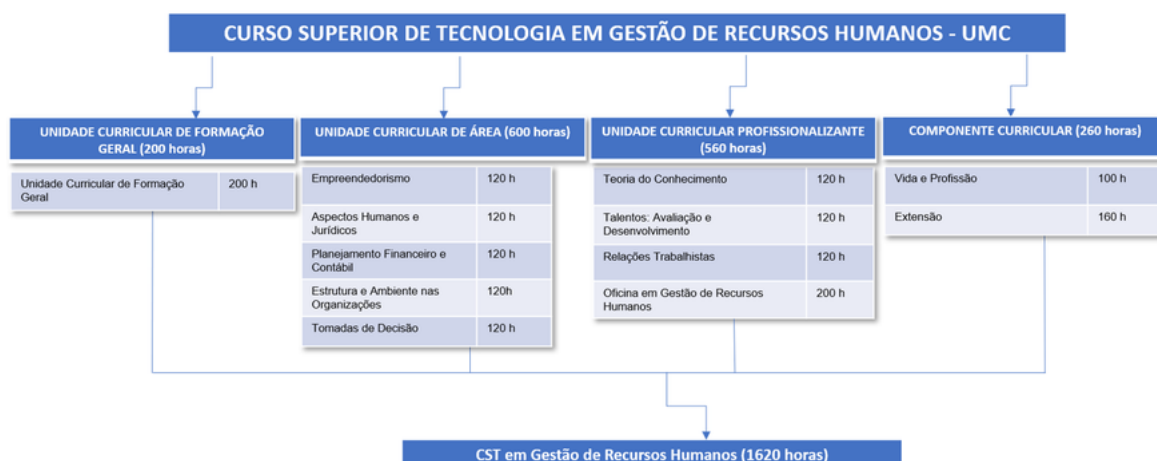 CURSO SUPERIOR DE TECNOLOGIA EM GESTÃO DE RECURSOS HUMANOS - UMC
UNIDADE CURRICULAR DE FORMAÇÃO
GERAL (200 horas)
Unidade Curricular de Formação
Geral
200 h
UNIDADE CURRICULAR DE ÁREA (600 horas)
Empreendedorismo 120 h
Aspectos Humanos e
Jurídicos
120 h
Planejamento Financeiro e
Contábil
120 h
Estrutura e Ambiente nas
Organizações
120h
Tomadas de Decisão 120 h
UNIDADE CURRICULAR PROFISSIONALIZANTE
(560 horas)
Teoria do Conhecimento 120 h
Talentos: Avaliação e
Desenvolvimento
120 h
Relações Trabalhistas 120 h
Oficina em Gestão de Recursos
Humanos
200 h
COMPONENTE CURRICULAR (260 horas)
Vida e Profissão 100 h
Extensão 160 h
CST em Gestão de Recursos Humanos (1620 horas)